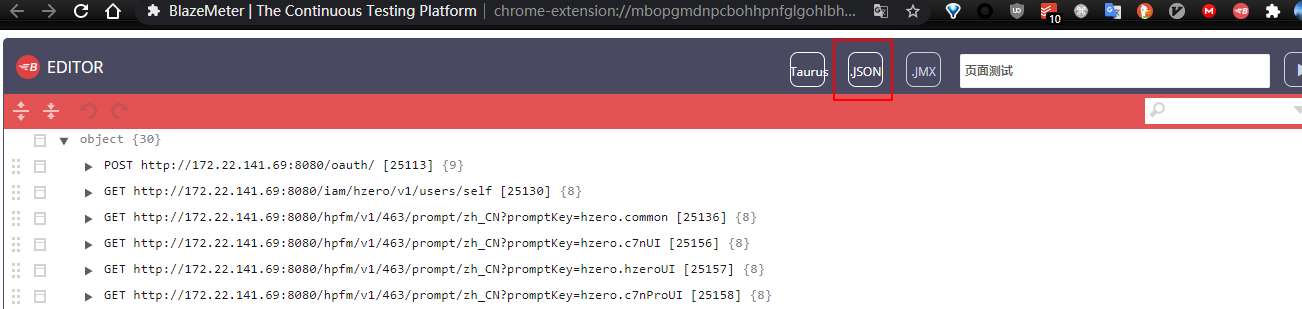 BlazeMeter | The Continuous Testing Platform chrome-extension://mbopgmdnpcbohhpnfglgohlbh...
10
EDITOR Taurus .JSON .JMX 页面测试
object {30}
POST http://172.22.141.69:8080/oauth/ [25113] {9}
GET http://172.22.141.69:8080/iam/hzero/v1/users/self [25130] {8}
GET http://172.22.141.69:8080/hpfm/v1/463/prompt/zh_CN?promptKey=hzero.common [25136] {8}
GET http://172.22.141.69:8080/hpfm/v1/463/prompt/zh_CN?promptKey=hzero.c7nUI [25156] {8}
GET http://172.22.141.69:8080/hpfm/v1/463/prompt/zh_CN?promptKey=hzero.hzeroUI [25157] {8}
GET http://172.22.141.69:8080/hpfm/v1/463/prompt/zh_CN?promptKey=hzero.c7nProUI [25158] {8}